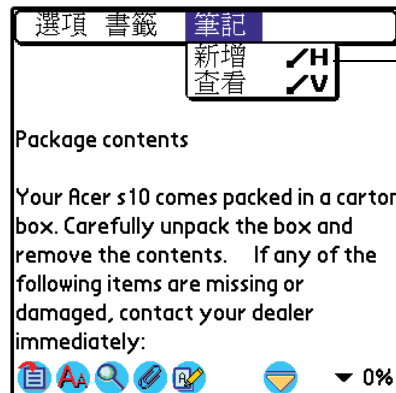 選項 書籤 筆記
新增 ✓H
查看 ✓V
Package contents
Your Acer s10 comes packed in a carton
box. Carefully unpack the box and
remove the contents. If any of the
following items are missing or
damaged, contact your dealer
immediately:
0%